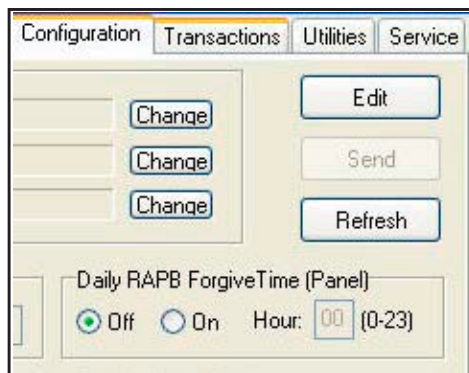 Configuration Transactions Utilities Service
Change Edit
Change Send
Change Refresh
Daily RAPB ForgiveTime (Panel)
Off On Hour: 00 (0-23)